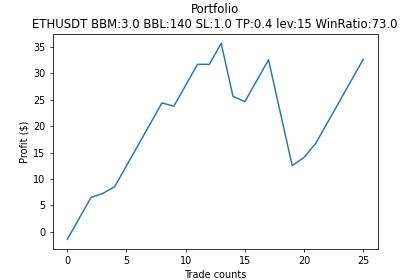 Portfolio
ETHUSDT BBM:3.0 BBL:140 SL:1.0 TP:0.4 lev:15 WinRatio:73.0
35
30
25
20
15
10
5
0
Profit ($)
0 5 10 15 20 25
Trade counts